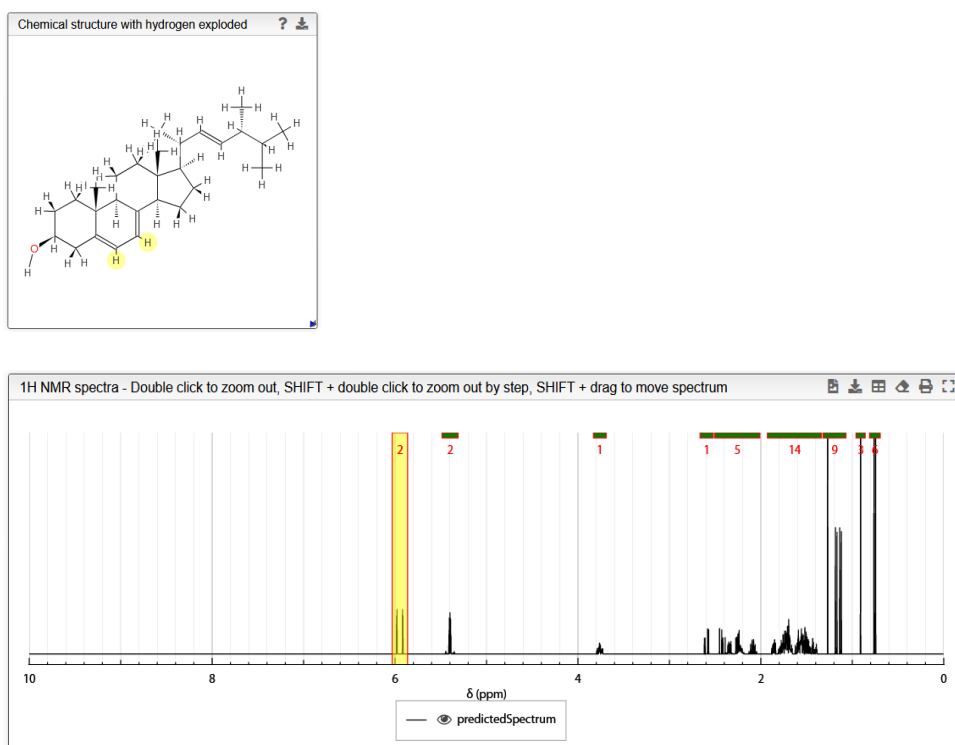 Chemical structure with hydrogen exploded ?
H
H H
H H
H H H H
H H
H H H H H
H H
H H H
H H
H
H H H
H H
H
H H H H
H
O H
H
H H
H
1H NMR spectra - Double click to zoom out, SHIFT + double click to zoom out by step, SHIFT + drag to move spectrum
2 2 1 1 5 14 9 3 6
10 8 6 4 2 0
δ (ppm)
predictedSpectrum